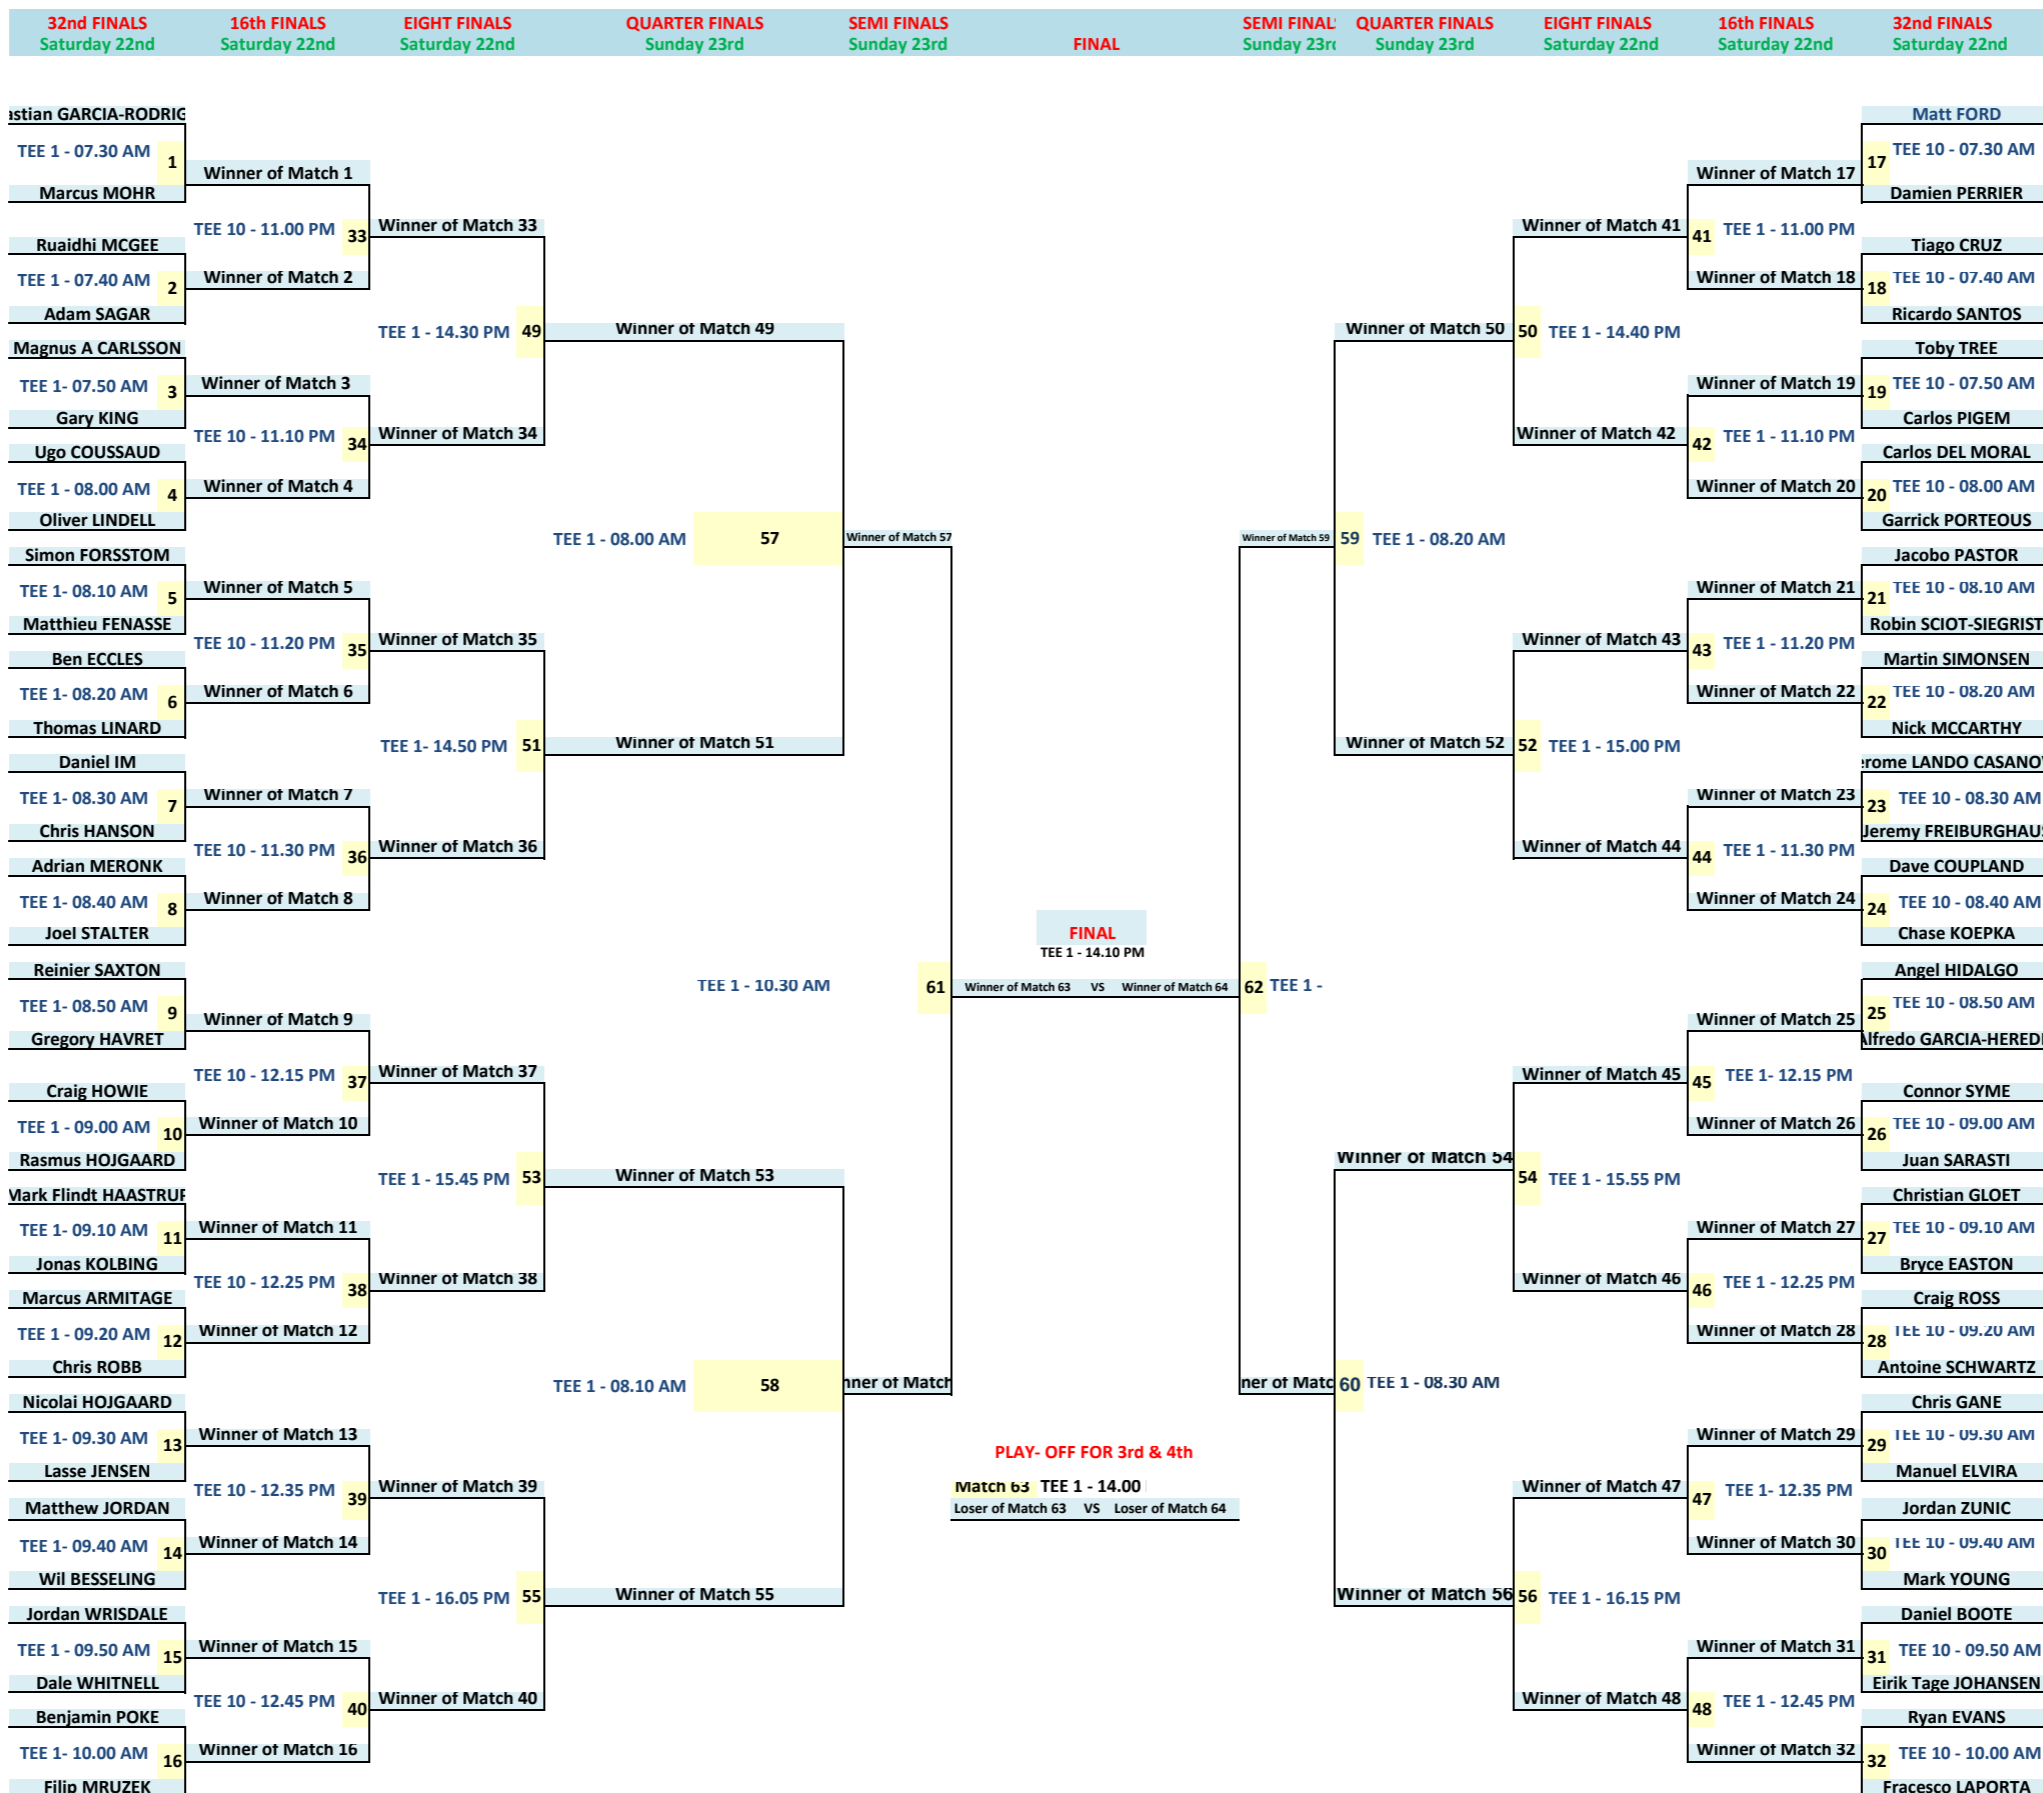 32nd FINALS 16th FINALS EIGHT FINALS QUARTER FINALS SEMI FINALS SEMI FINAL QUARTER FINALS EIGHT FINALS 16th FINALS 32nd FINALS
Saturday 22nd Saturday 22nd Saturday 22nd Sunday 23rd Sunday 23rd FINAL Sunday 23rd Sunday 23rd Saturday 22nd Saturday 22nd Saturday 22nd
astian GARCIA-RODRIG
TEE 1 - 07.30 AM 1
Marcus MOHR
Ruaidhi MCGEE
TEE 1 - 07.40 AM 2
Adam SAGAR
Magnus A CARLSSON
TEE 1- 07.50 AM 3
Gary KING
Ugo COUSSAUD
TEE 1 - 08.00 AM 4
Oliver LINDELL
Simon FORSSTOM
TEE 1- 08.10 AM 5
Matthieu FENASSE
Ben ECCLES
TEE 1- 08.20 AM 6
Thomas LINARD
Daniel IM
TEE 1- 08.30 AM 7
Chris HANSON
Adrian MERONK
TEE 1- 08.40 AM 8
Joel STALTER
Reinier SAXTON
TEE 1- 08.50 AM 9
Gregory HAVRET
Craig HOWIE
TEE 1 - 09.00 AM 10
Rasmus HOJGAARD
Mark Flindt HAASTRUP
TEE 1- 09.10 AM 11
Jonas KOLBING
Marcus ARMITAGE
TEE 1 - 09.20 AM 12
Chris ROBB
Nicolai HOJGAARD
TEE 1- 09.30 AM 13
Lasse JENSEN
Matthew JORDAN
TEE 1- 09.40 AM 14
Wil BESSELING
Jordan WRISDALE
TEE 1 - 09.50 AM 15
Dale WHITNELL
Benjamin POKE
TEE 1- 10.00 AM 16
Filip MRUZEK
Winner of Match 1
TEE 10 - 11.00 PM 33
Winner of Match 2
Winner of Match 3
TEE 10 - 11.10 PM 34
Winner of Match 4
Winner of Match 5
TEE 10 - 11.20 PM 35
Winner of Match 6
Winner of Match 7
TEE 10 - 11.30 PM 36
Winner of Match 8
Winner of Match 9
TEE 10 - 12.15 PM 37
Winner of Match 10
Winner of Match 11
TEE 10 - 12.25 PM 38
Winner of Match 12
Winner of Match 13
TEE 10 - 12.35 PM 39
Winner of Match 14
Winner of Match 15
TEE 10 - 12.45 PM 40
Winner of Match 16
Winner of Match 33
TEE 1 - 14.30 PM 49
Winner of Match 34
Winner of Match 35
TEE 1- 14.50 PM 51
Winner of Match 36
Winner of Match 37
TEE 1 - 15.45 PM 53
Winner of Match 38
Winner of Match 39
TEE 1 - 16.05 PM 55
Winner of Match 40
Winner of Match 49
TEE 1 - 08.00 AM 57
Winner of Match 51
Winner of Match 53
TEE 1 - 08.10 AM 58
Winner of Match 55
Winner of Match 57
TEE 1 - 10.30 AM 61
nner of Match
FINAL
TEE 1 - 14.10 PM
Winner of Match 63 VS Winner of Match 64
PLAY- OFF FOR 3rd & 4th
Match 63 TEE 1 - 14.00
Loser of Match 63 VS Loser of Match 64
Winner of Match 59
62 TEE 1 -
ner of Matc
Winner of Match 50
59 TEE 1 - 08.20 AM
Winner of Match 52
Winner of Match 54
60 TEE 1 - 08.30 AM
Winner of Match 56
Winner of Match 41
50 TEE 1 - 14.40 PM
Winner of Match 42
Winner of Match 43
52 TEE 1 - 15.00 PM
Winner of Match 44
Winner of Match 45
54 TEE 1 - 15.55 PM
Winner of Match 46
Winner of Match 47
56 TEE 1 - 16.15 PM
Winner of Match 48
Winner of Match 17
41 TEE 1 - 11.00 PM
Winner of Match 18
Winner of Match 19
42 TEE 1 - 11.10 PM
Winner of Match 20
Winner of Match 21
43 TEE 1 - 11.20 PM
Winner of Match 22
Winner of Match 23
44 TEE 1 - 11.30 PM
Winner of Match 24
Winner of Match 25
45 TEE 1- 12.15 PM
Winner of Match 26
Winner of Match 27
46 TEE 1 - 12.25 PM
Winner of Match 28
Winner of Match 29
47 TEE 1- 12.35 PM
Winner of Match 30
Winner of Match 31
48 TEE 1 - 12.45 PM
Winner of Match 32
Matt FORD
17 TEE 10 - 07.30 AM
Damien PERRIER
Tiago CRUZ
18 TEE 10 - 07.40 AM
Ricardo SANTOS
Toby TREE
19 TEE 10 - 07.50 AM
Carlos PIGEM
Carlos DEL MORAL
20 TEE 10 - 08.00 AM
Garrick PORTEOUS
Jacobo PASTOR
21 TEE 10 - 08.10 AM
Robin SCIOT-SIEGRIST
Martin SIMONSEN
22 TEE 10 - 08.20 AM
Nick MCCARTHY
erome LANDO CASANOV
23 TEE 10 - 08.30 AM
Jeremy FREIBURGHAUS
Dave COUPLAND
24 TEE 10 - 08.40 AM
Chase KOEPKA
Angel HIDALGO
25 TEE 10 - 08.50 AM
Alfredo GARCIA-HEREDI
Connor SYME
26 TEE 10 - 09.00 AM
Juan SARASTI
Christian GLOET
27 TEE 10 - 09.10 AM
Bryce EASTON
Craig ROSS
28 TEE 10 - 09.20 AM
Antoine SCHWARTZ
Chris GANE
29 TEE 10 - 09.30 AM
Manuel ELVIRA
Jordan ZUNIC
30 TEE 10 - 09.40 AM
Mark YOUNG
Daniel BOOTE
31 TEE 10 - 09.50 AM
Eirik Tage JOHANSEN
Ryan EVANS
32 TEE 10 - 10.00 AM
Fracesco LAPORTA